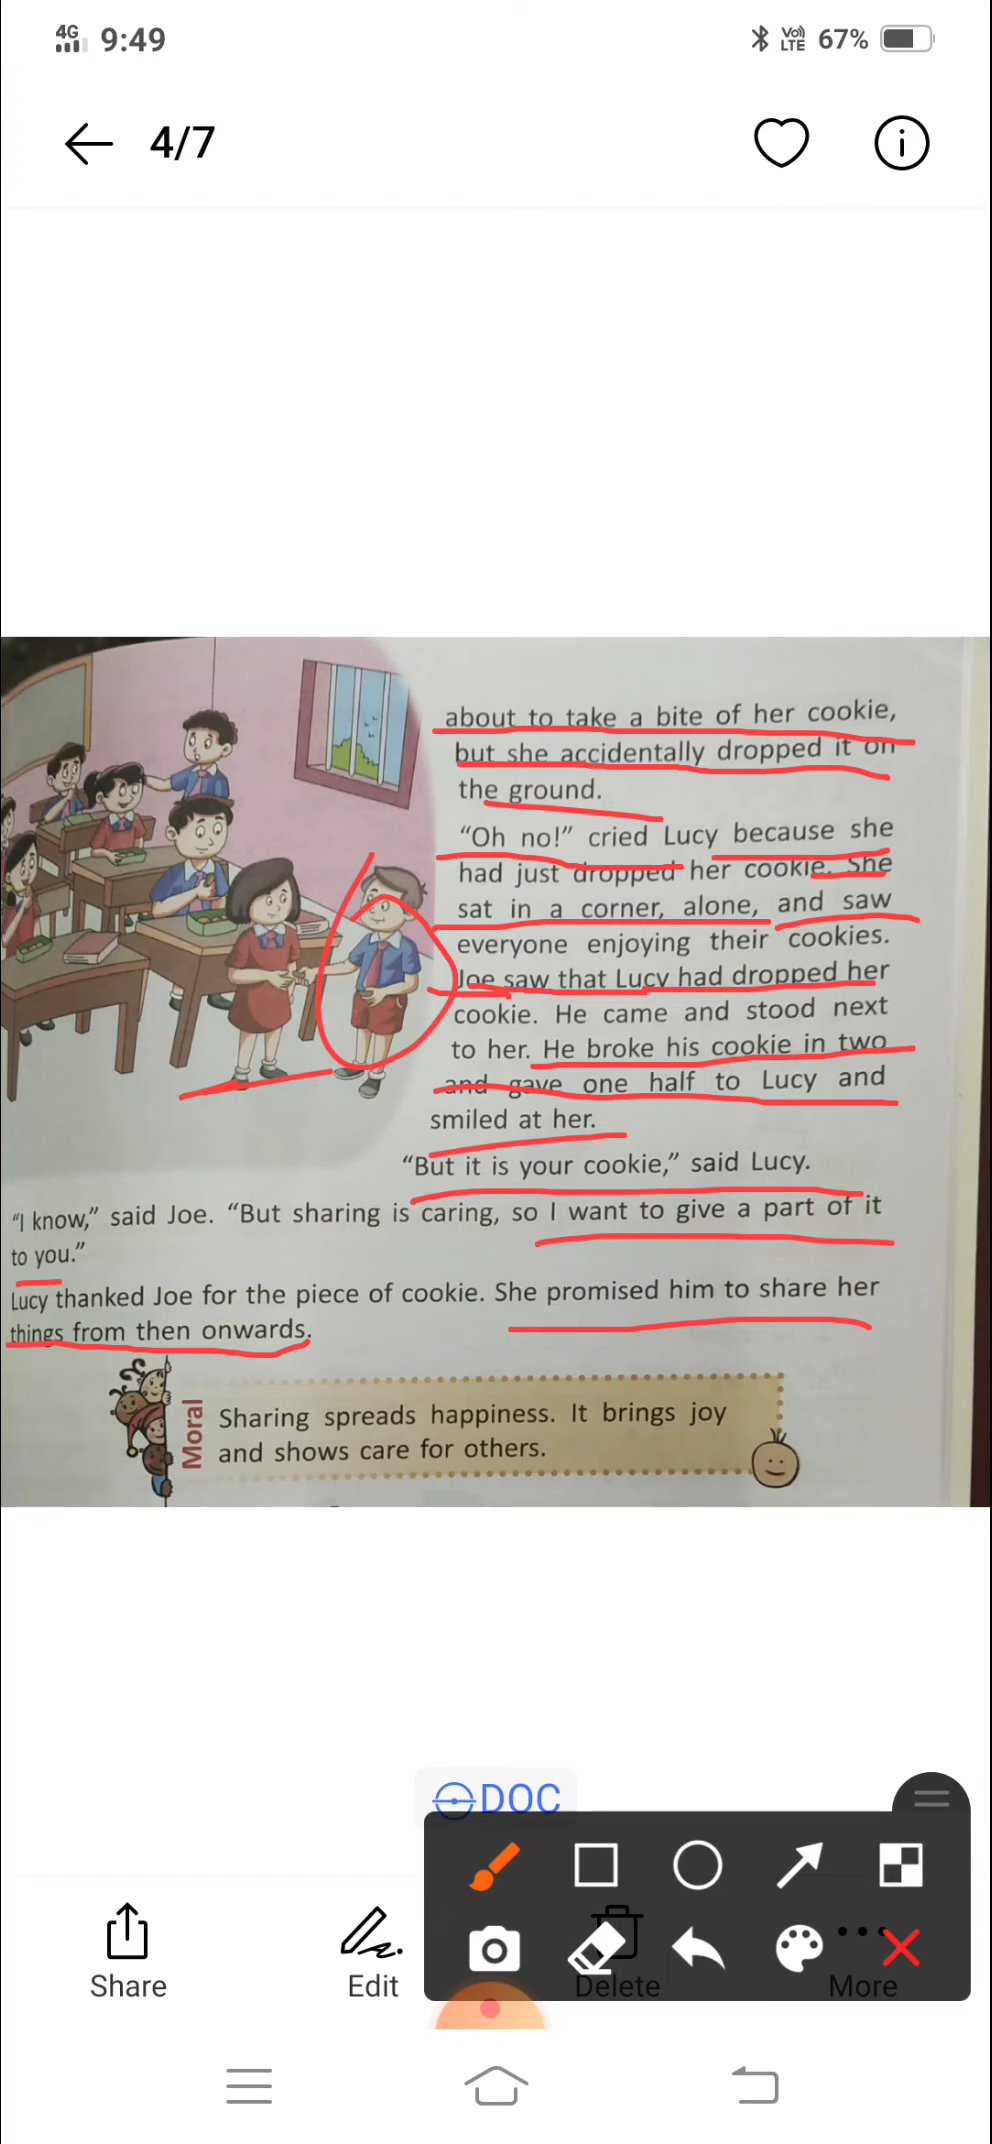 4G 9:49 VoLTE 67%
4/7
about to take a bite of her cookie,
but she accidentally dropped it on
the ground.
“Oh no!” cried Lucy because she
had just dropped her cookie. She
sat in a corner, alone, and saw
everyone enjoying their cookies.
Joe saw that Lucy had dropped her
cookie. He came and stood next
to her. He broke his cookie in two
and gave one half to Lucy and
smiled at her.
“But it is your cookie,” said Lucy.
“I know,” said Joe. “But sharing is caring, so I want to give a part of it
to you.”
Lucy thanked Joe for the piece of cookie. She promised him to share her
things from then onwards.
Moral
Sharing spreads happiness. It brings joy
and shows care for others.
DOC
Share Edit Delete More